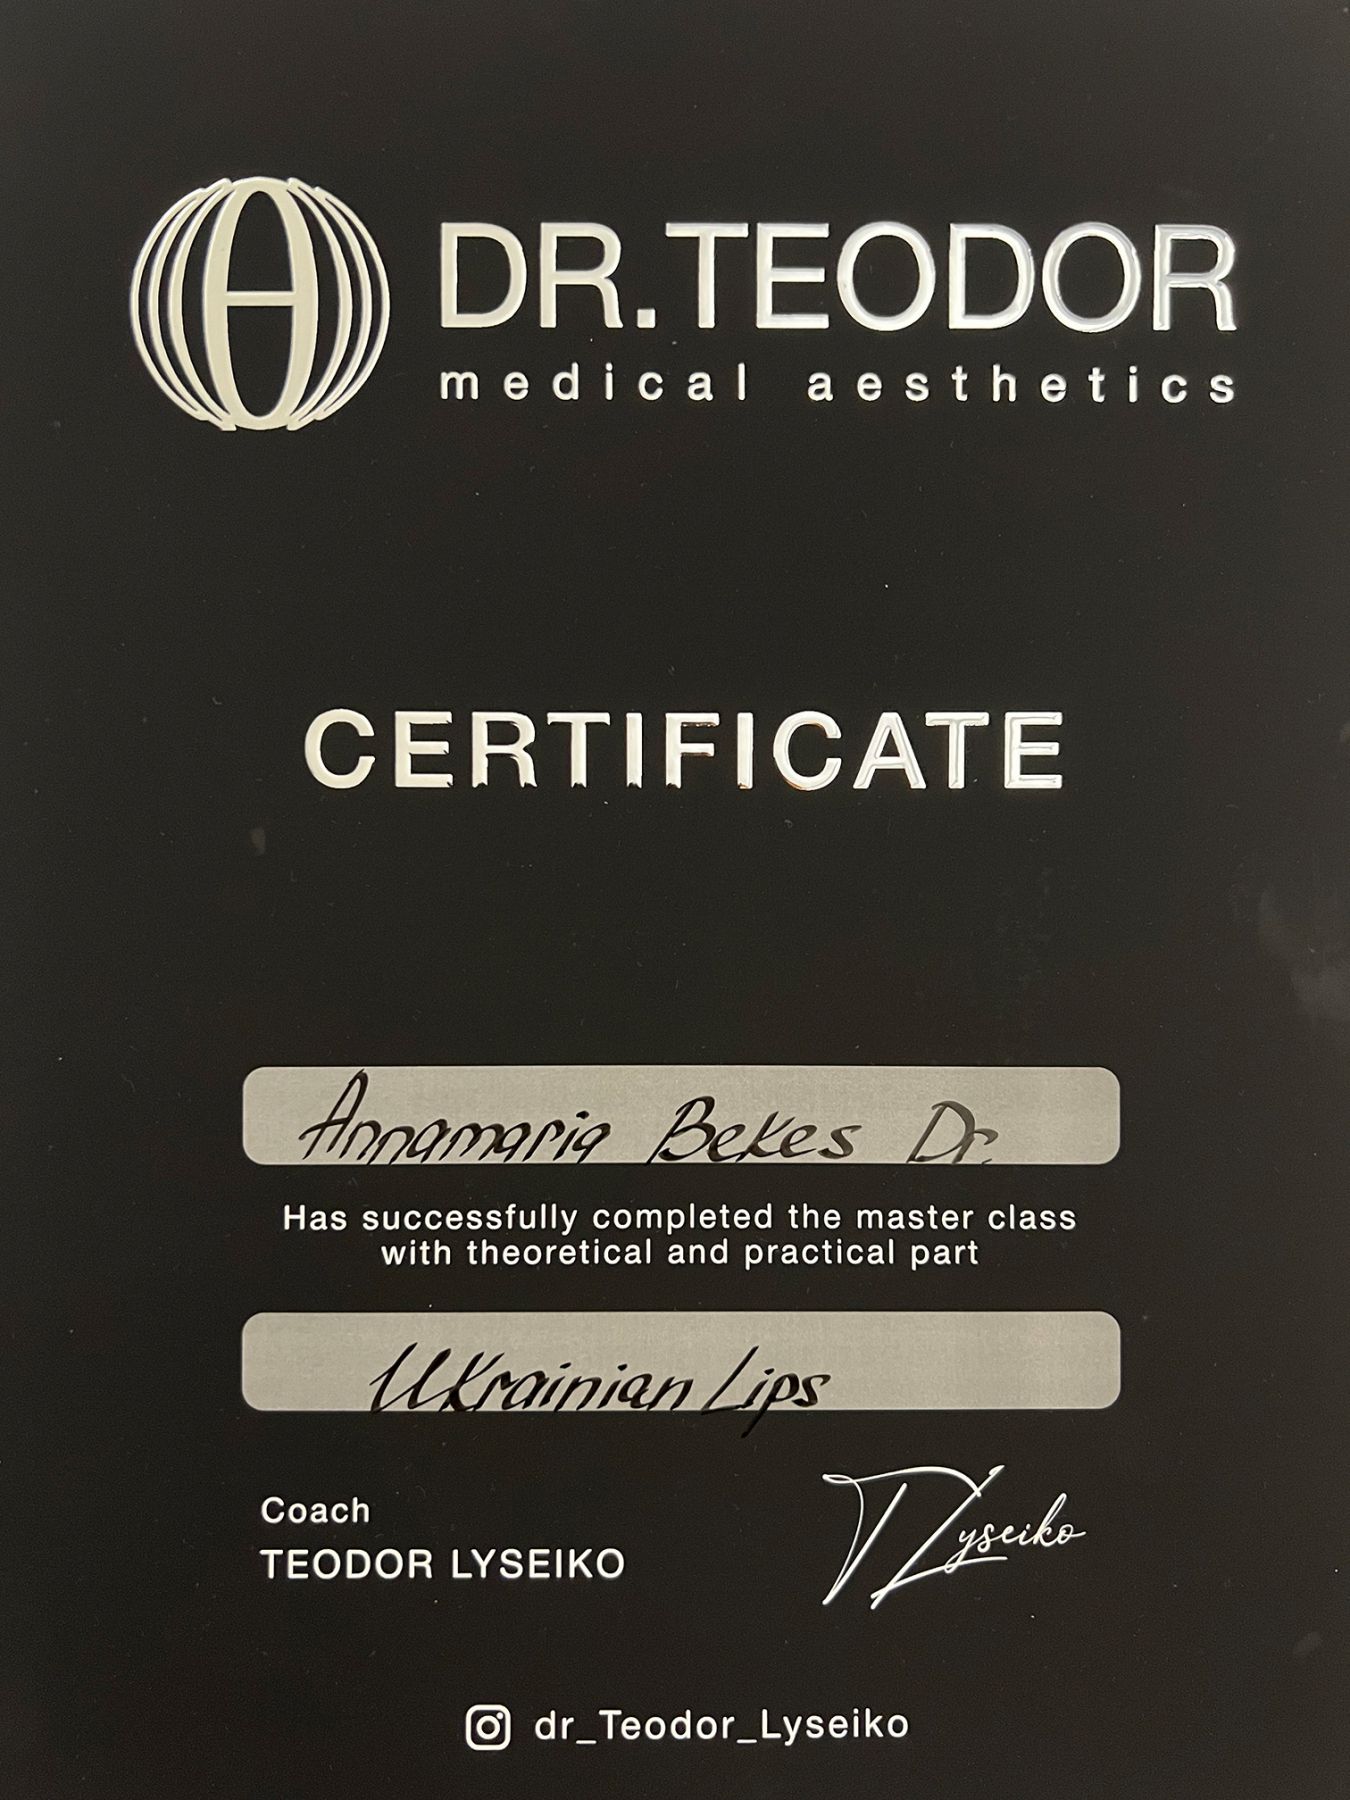 DR.TEODOR
medical aesthetics
CERTIFICATE
Annamaria Bekes Dr.
Has successfully completed the master class
with theoretical and practical part
Ukrainian Lips
Coach
TEODOR LYSEIKO
TLyseiko
dr_Teodor_Lyseiko